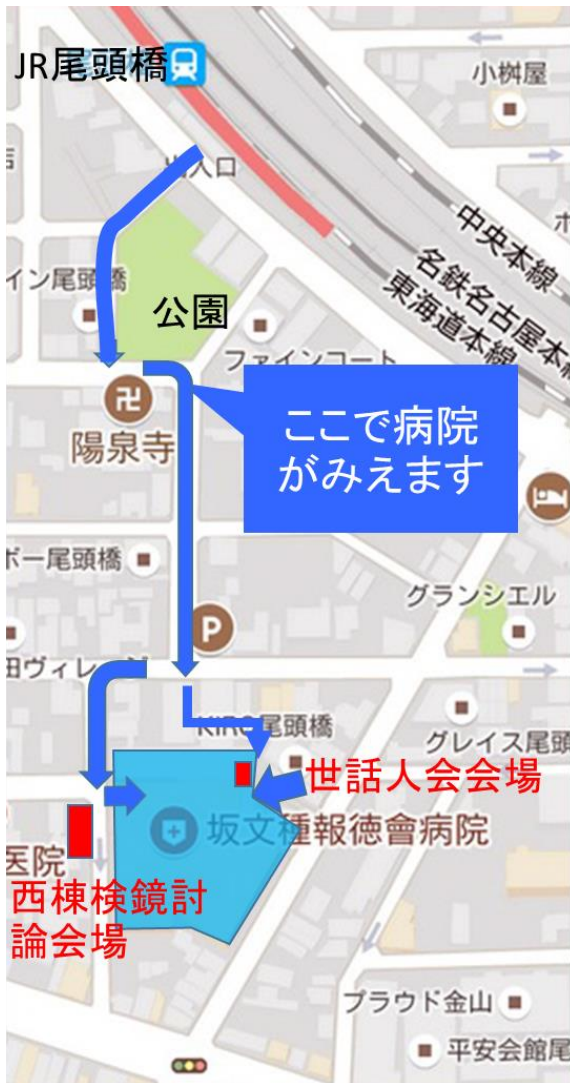 JR尾頭橋
小桝屋
出入口
中央本線
名鉄名古屋本線
東海道本線
イン尾頭橋
公園
ファインコート
陽泉寺
ここで病院
がみえます
ボー尾頭橋
グランシエル
P
田ヴィレ
KIRO尾頭橋
グレイス尾頭
世話人会会場
坂文種報徳會病院
医院
西棟検鏡討
論会場
プラウド金山
平安会館尾